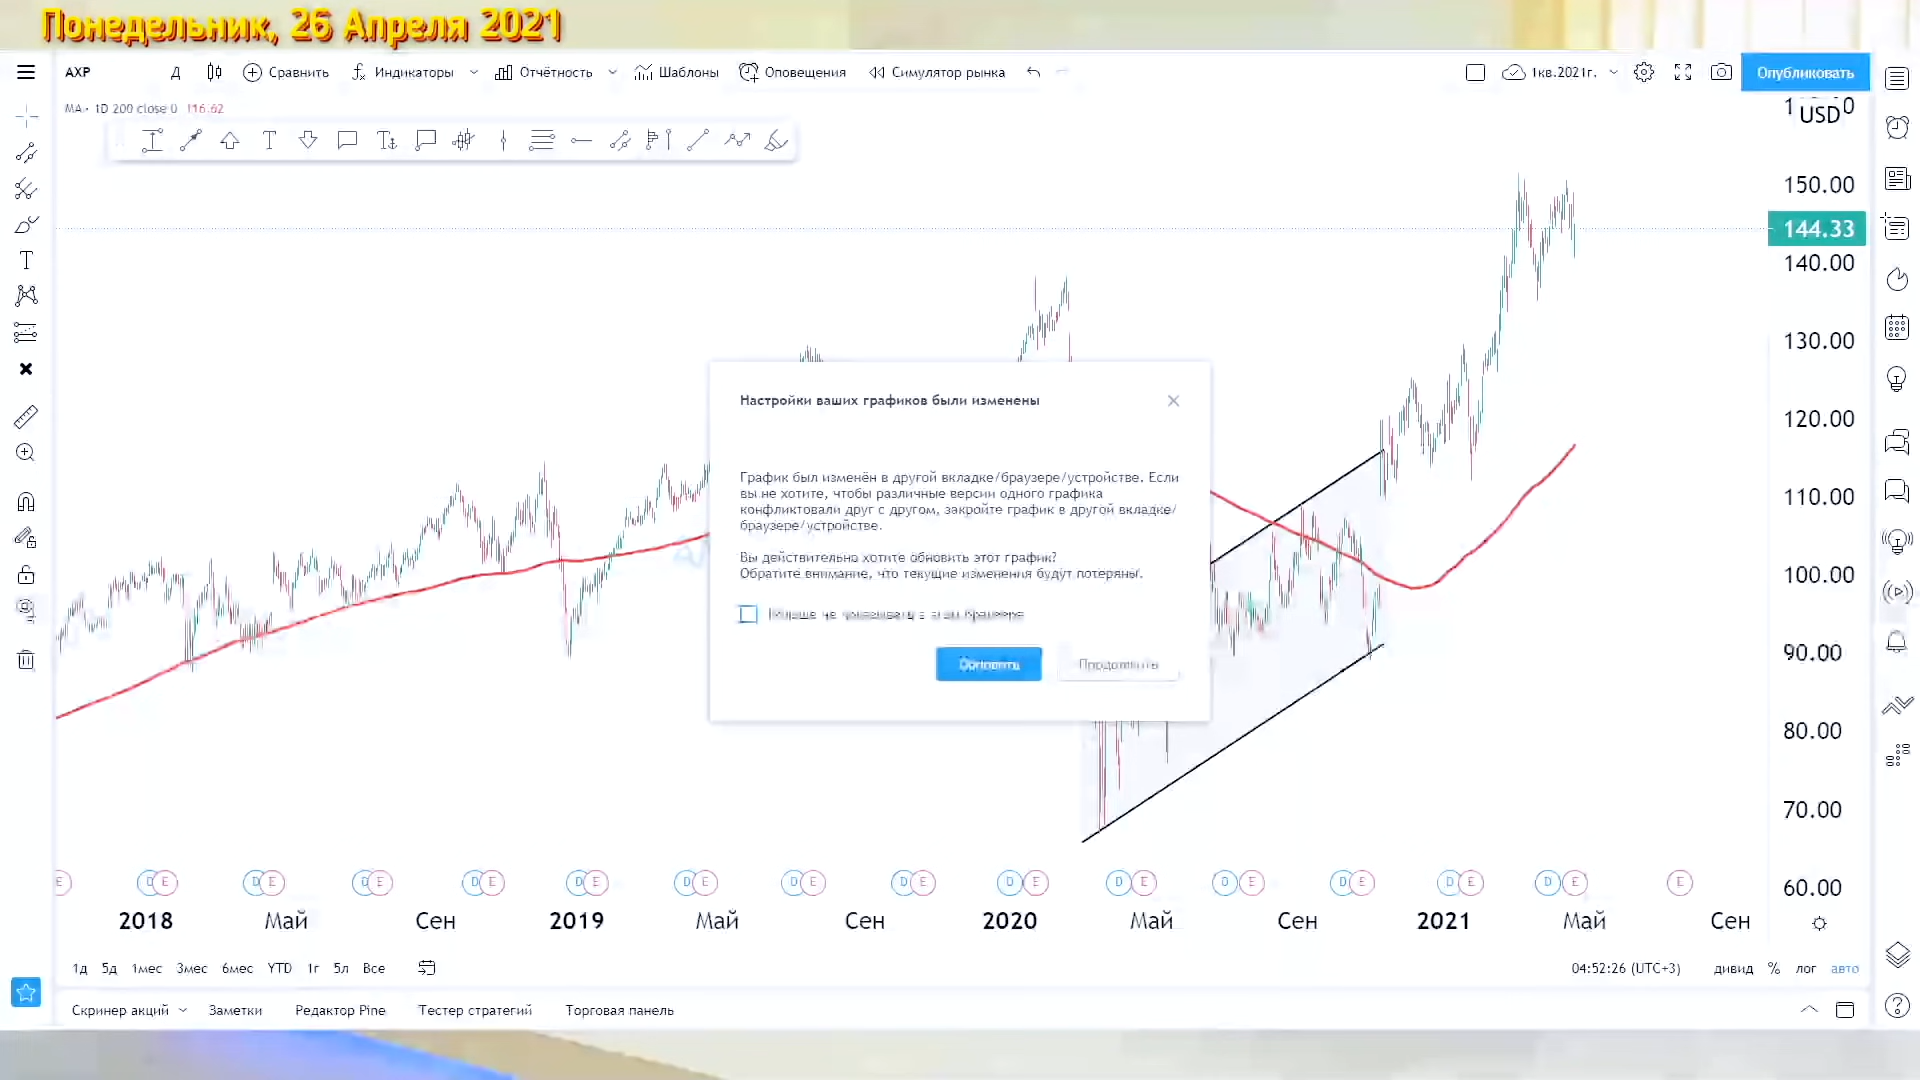 Понедельник, 26 Апреля 2021
AXP
Д
Сравнить
Индикаторы
Отчётность
Шаблоны
Оповещения
Симулятор рынка
1кв.2021г.
Опубликовать
MA 1D 200 close 0 116.62
USD
150.00
144.33
140.00
130.00
120.00
110.00
100.00
90.00
80.00
70.00
60.00
Настройки ваших графиков были изменены
График был изменён в другой вкладке/браузере/устройстве. Если
вы не хотите, чтобы различные версии одного графика
конфликтовали друг с другом, закройте график в другой вкладке/
браузере/устройстве.
Вы действительно хотите обновить этот график?
Обратите внимание, что текущие изменения будут потеряны.
Больше не показывать в этом браузере
Обновить
Продолжить
E D E D E D E D E D E D E D E D E D E D E D E D E D E D E E
2018 Май Сен 2019 Май Сен 2020 Май Сен 2021 Май Сен
1д 5д 1мес 3мес 6мес YTD 1г 5л Все
04:52:26 (UTC+3) дивид % лог авто
Скринер акций Заметки Редактор Pine Тестер стратегий Торговая панель